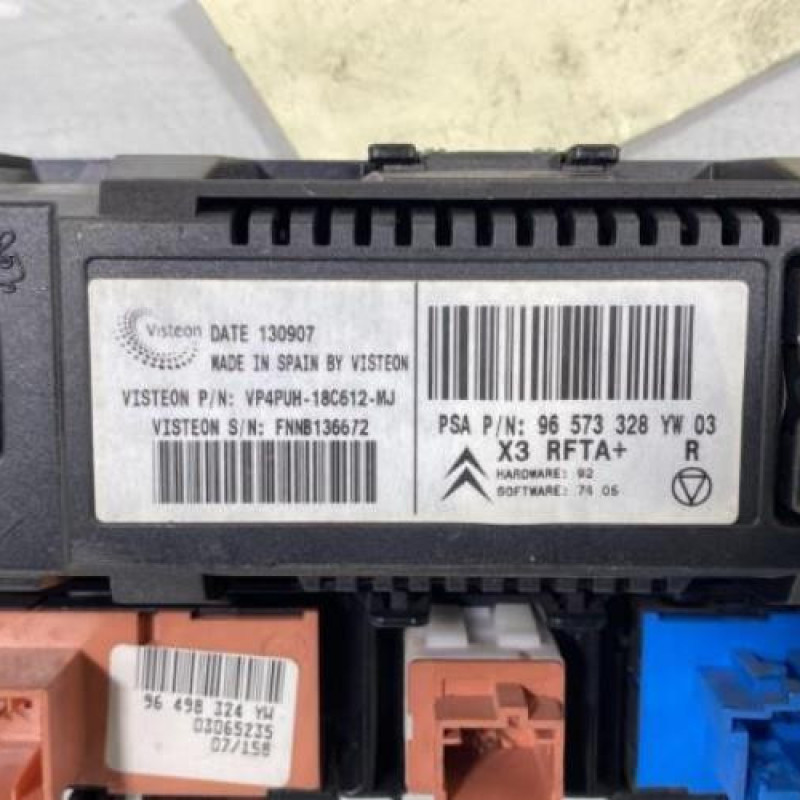 Visteon
DATE 130907
MADE IN SPAIN BY VISTEON
VISTEON P/N: VP4PUH-18C612-MJ
VISTEON S/N: FNNB136672
PSA P/N: 96 573 328 YW 03
X3 RFTA+ R
HARDWARE: 92
SOFTWARE: 74 05
96 498 324 YW
03065235
07/158